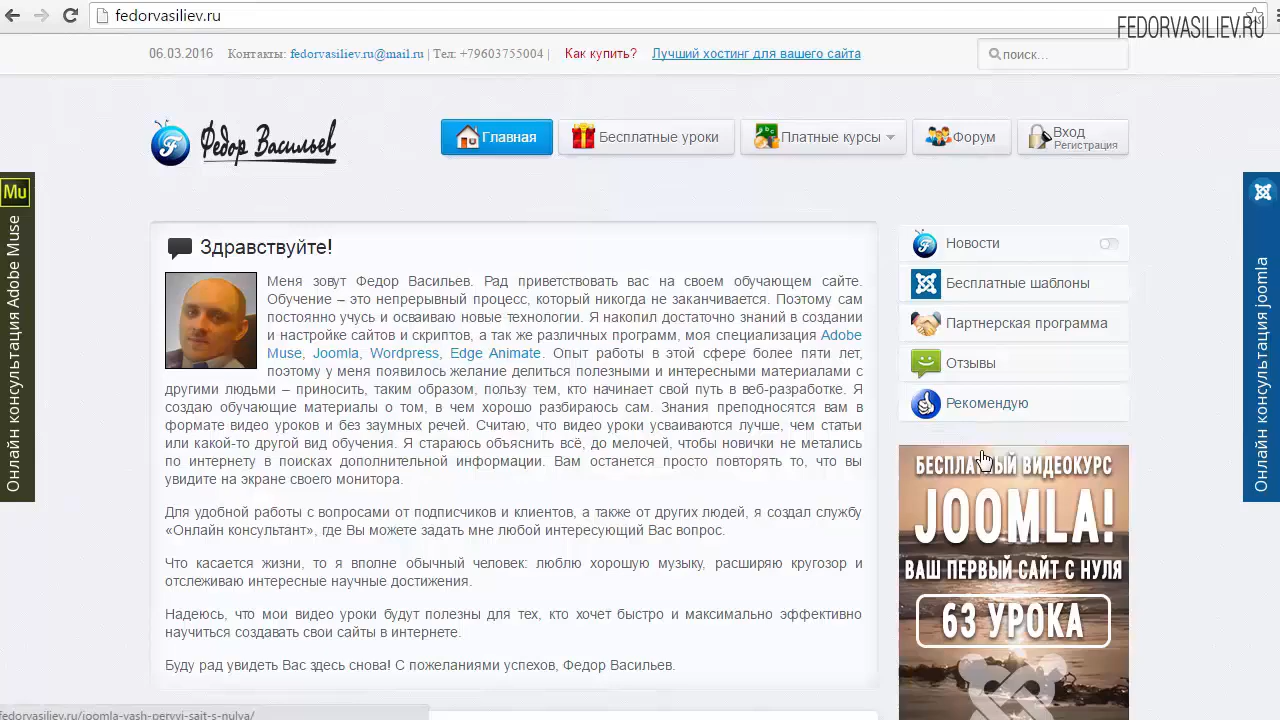 fedorvasiliev.ru
FEDORVASILIEV.RU
06.03.2016 Контакты: fedorvasiliev.ru@mail.ru | Тел: +79603755004 | Как купить? Лучший хостинг для вашего сайта поиск...
Федор Васильев
Главная Бесплатные уроки Платные курсы Форум Вход
Регистрация
Mu
Онлайн консультация Adobe Muse
Здравствуйте!
Меня зовут Федор Васильев. Рад приветствовать вас на своем обучающем сайте.
Обучение – это непрерывный процесс, который никогда не заканчивается. Поэтому сам
постоянно учусь и осваиваю новые технологии. Я накопил достаточно знаний в создании
и настройке сайтов и скриптов, а так же различных программ, моя специализация Adobe
Muse, Joomla, Wordpress, Edge Animate. Опыт работы в этой сфере более пяти лет,
поэтому у меня появилось желание делиться полезными и интересными материалами с
другими людьми – приносить, таким образом, пользу тем, кто начинает свой путь в веб-разработке. Я
создаю обучающие материалы о том, в чем хорошо разбираюсь сам. Знания преподносятся вам в
формате видео уроков и без заумных речей. Считаю, что видео уроки усваиваются лучше, чем статьи
или какой-то другой вид обучения. Я стараюсь объяснить всё, до мелочей, чтобы новички не метались
по интернету в поисках дополнительной информации. Вам останется просто повторять то, что вы
увидите на экране своего монитора.
Для удобной работы с вопросами от подписчиков и клиентов, а также от других людей, я создал службу
«Онлайн консультант», где Вы можете задать мне любой интересующий Вас вопрос.
Что касается жизни, то я вполне обычный человек: люблю хорошую музыку, расширяю кругозор и
отслеживаю интересные научные достижения.
Надеюсь, что мои видео уроки будут полезны для тех, кто хочет быстро и максимально эффективно
научиться создавать свои сайты в интернете.
Буду рад увидеть Вас здесь снова! С пожеланиями успехов, Федор Васильев.
Новости
Бесплатные шаблоны
Партнерская программа
Отзывы
Рекомендую
БЕСПЛАТНЫЙ ВИДЕОКУРС
JOOMLA!
ВАШ ПЕРВЫЙ САЙТ С НУЛЯ
63 УРОКА
Онлайн консультация joomla
fedorvasiliev.ru/joomla-vash-pervyi-sait-s-nulya/